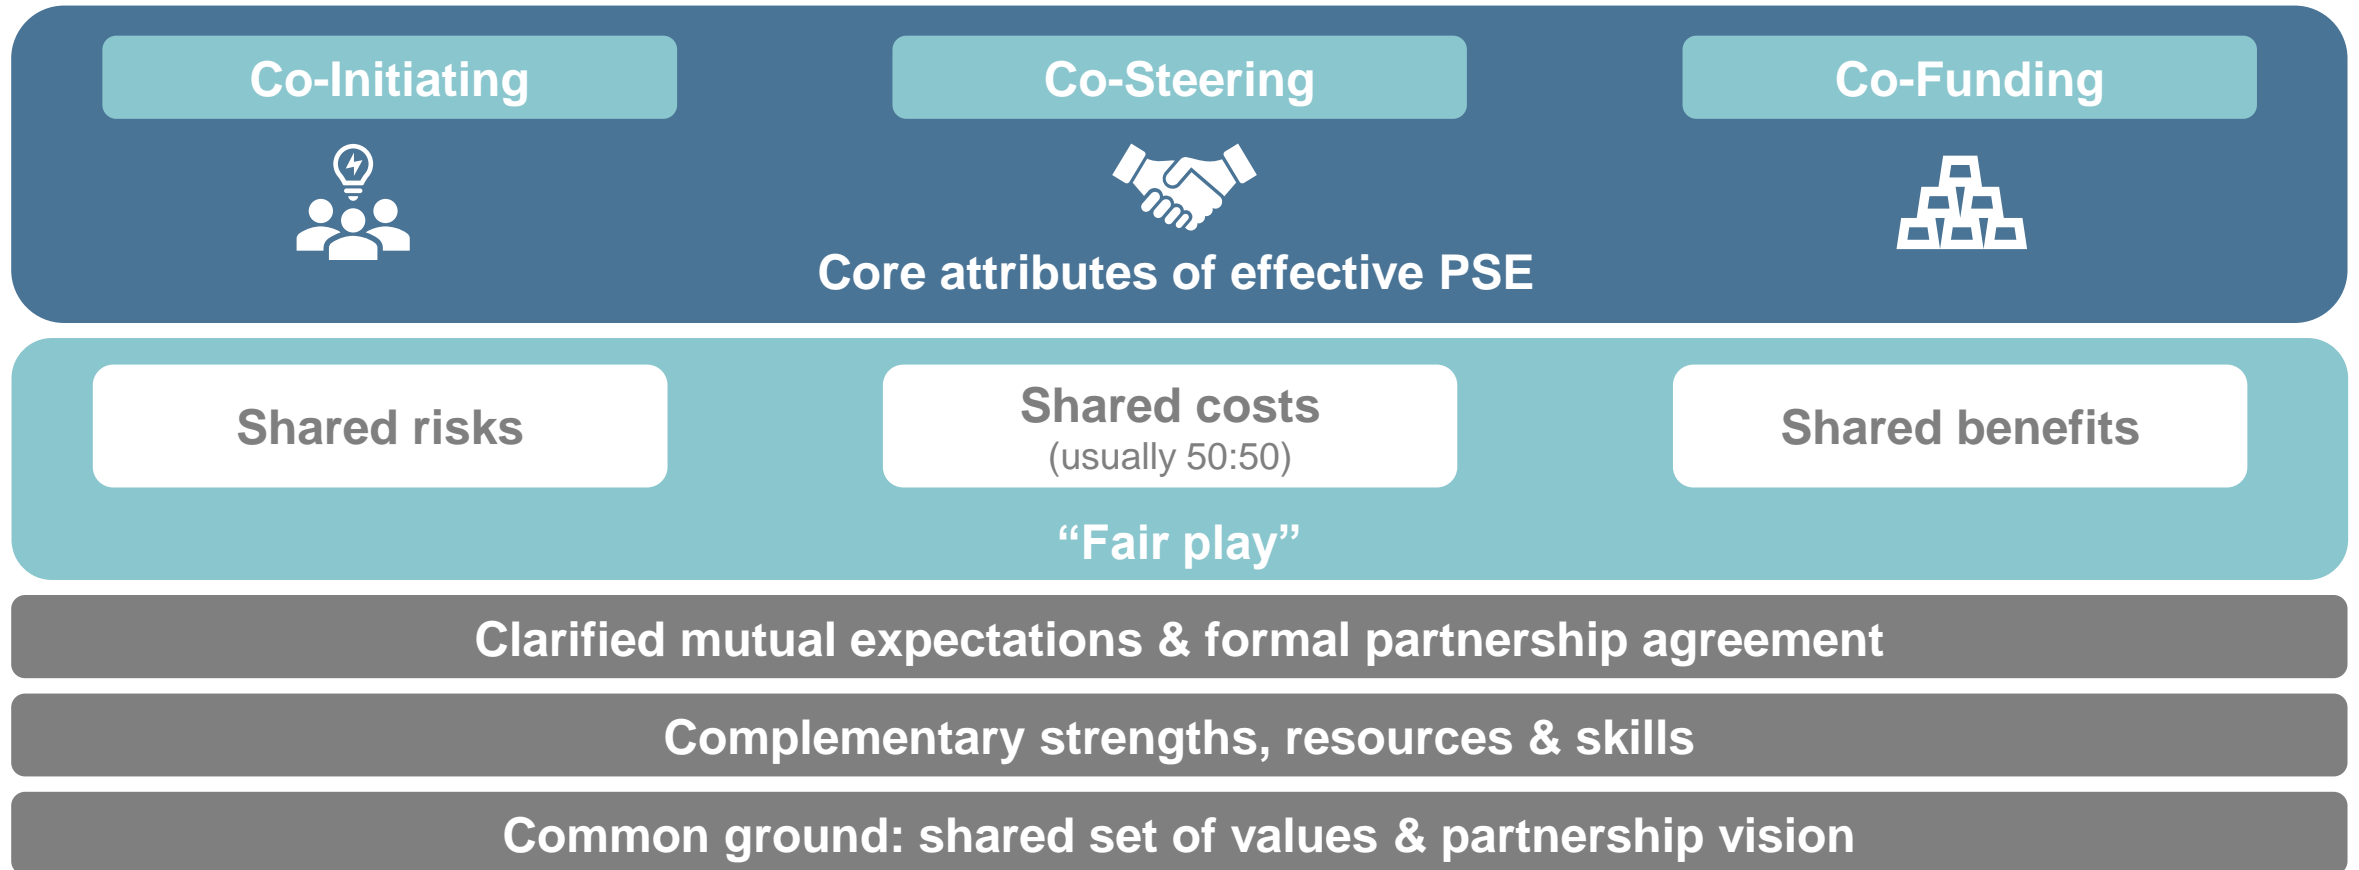 Co-Initiating
Co-Steering
Co-Funding
Core attributes of effective PSE
Shared risks
Shared costs
(usually 50:50)
Shared benefits
“Fair play”
Clarified mutual expectations & formal partnership agreement
Complementary strengths, resources & skills
Common ground: shared set of values & partnership vision